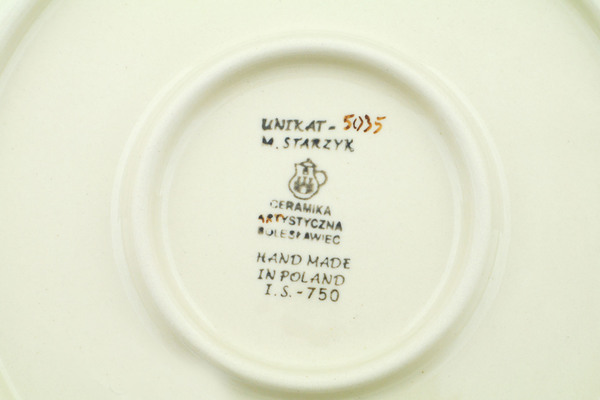 UNIKAT - 5035
M. STARZYK
CERAMIKA
ARTYSTYCZNA
BOLESŁAWIEC
HAND MADE
IN POLAND
I.S.-750